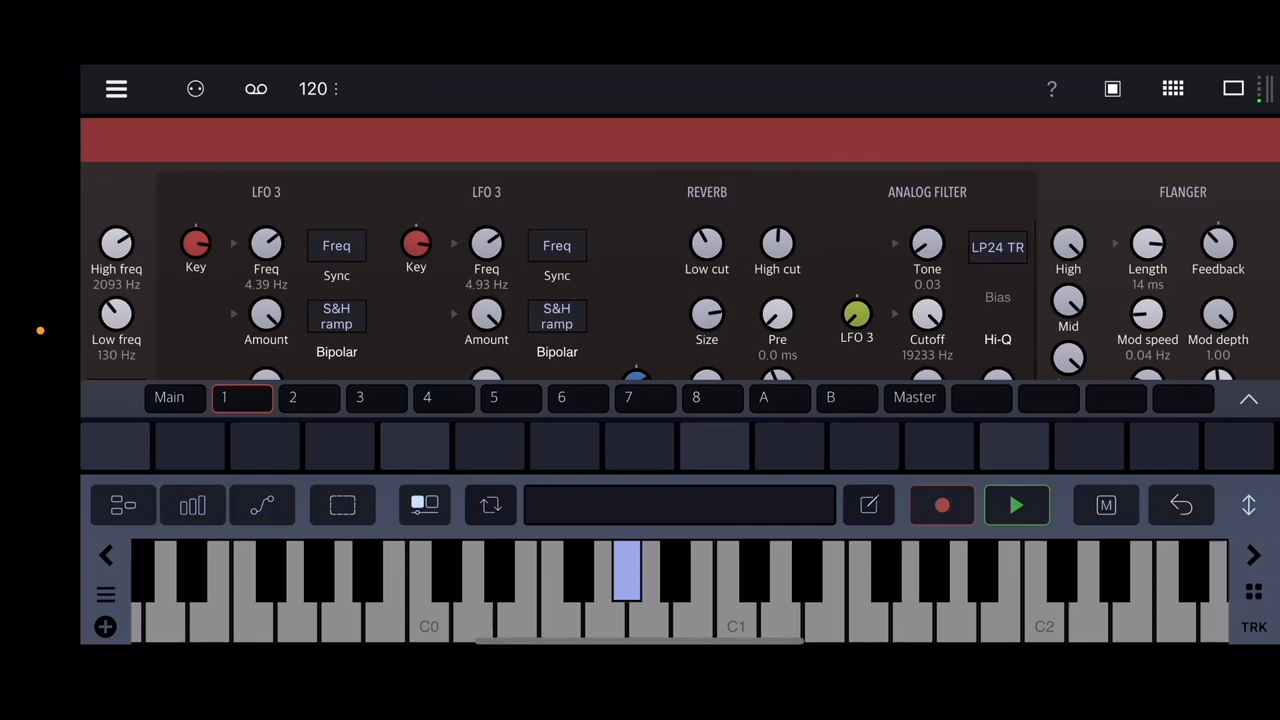 120
?
LFO 3
LFO 3
REVERB
ANALOG FILTER
FLANGER
High freq
2093 Hz
Key
Freq
4.39 Hz
Freq
Sync
Key
Freq
4.93 Hz
Freq
Sync
Low cut
High cut
Tone
0.03
LP24 TR
Bias
High
Length
14 ms
Feedback
Low freq
130 Hz
Amount
S&H
ramp
Bipolar
Amount
S&H
ramp
Bipolar
Size
Pre
0.0 ms
LFO 3
Cutoff
19233 Hz
Hi-Q
Mid
Mod speed
0.04 Hz
Mod depth
1.00
Main
1
2
3
4
5
6
7
8
A
B
Master
M
C0
C1
C2
TRK